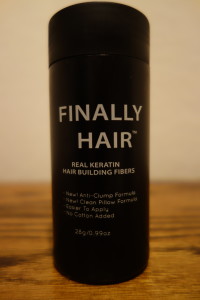 FINALLY
HAIR™
REAL KERATIN
HAIR BUILDING FIBERS
New! Anti-Clump Formula
New! Clean Pillow Formula
Easier To Apply
No Cotton Added
28g/0.99oz